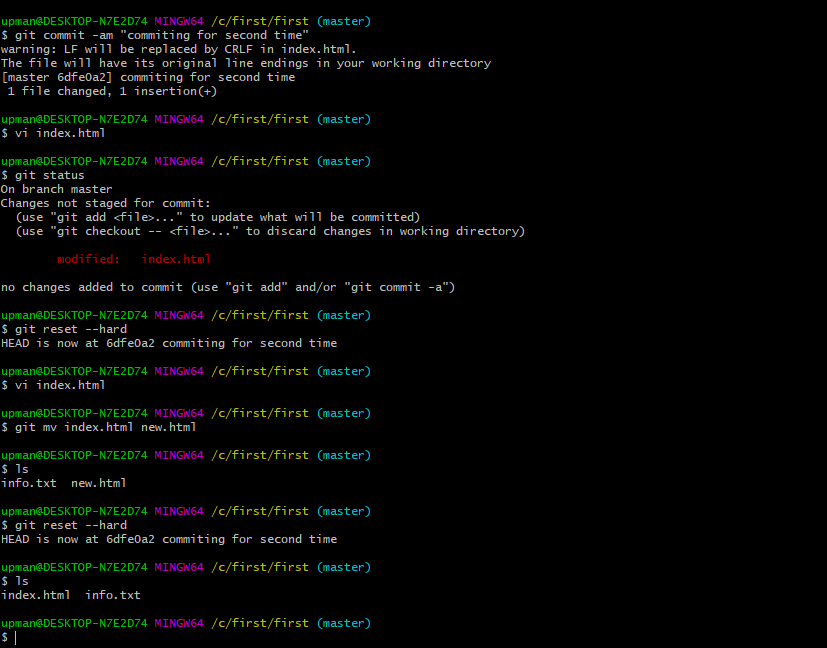 upman@DESKTOP-N7E2D74 MINGW64 /c/first/first (master)
$ git commit -am "commiting for second time"
warning: LF will be replaced by CRLF in index.html.
The file will have its original line endings in your working directory
[master 6dfe0a2] commiting for second time
 1 file changed, 1 insertion(+)
upman@DESKTOP-N7E2D74 MINGW64 /c/first/first (master)
$ vi index.html
upman@DESKTOP-N7E2D74 MINGW64 /c/first/first (master)
$ git status
On branch master
Changes not staged for commit:
  (use "git add <file>..." to update what will be committed)
  (use "git checkout -- <file>..." to discard changes in working directory)
        modified:   index.html
no changes added to commit (use "git add" and/or "git commit -a")
upman@DESKTOP-N7E2D74 MINGW64 /c/first/first (master)
$ git reset --hard
HEAD is now at 6dfe0a2 commiting for second time
upman@DESKTOP-N7E2D74 MINGW64 /c/first/first (master)
$ vi index.html
upman@DESKTOP-N7E2D74 MINGW64 /c/first/first (master)
$ git mv index.html new.html
upman@DESKTOP-N7E2D74 MINGW64 /c/first/first (master)
$ ls
info.txt  new.html
upman@DESKTOP-N7E2D74 MINGW64 /c/first/first (master)
$ git reset --hard
HEAD is now at 6dfe0a2 commiting for second time
upman@DESKTOP-N7E2D74 MINGW64 /c/first/first (master)
$ ls
index.html  info.txt
upman@DESKTOP-N7E2D74 MINGW64 /c/first/first (master)
$